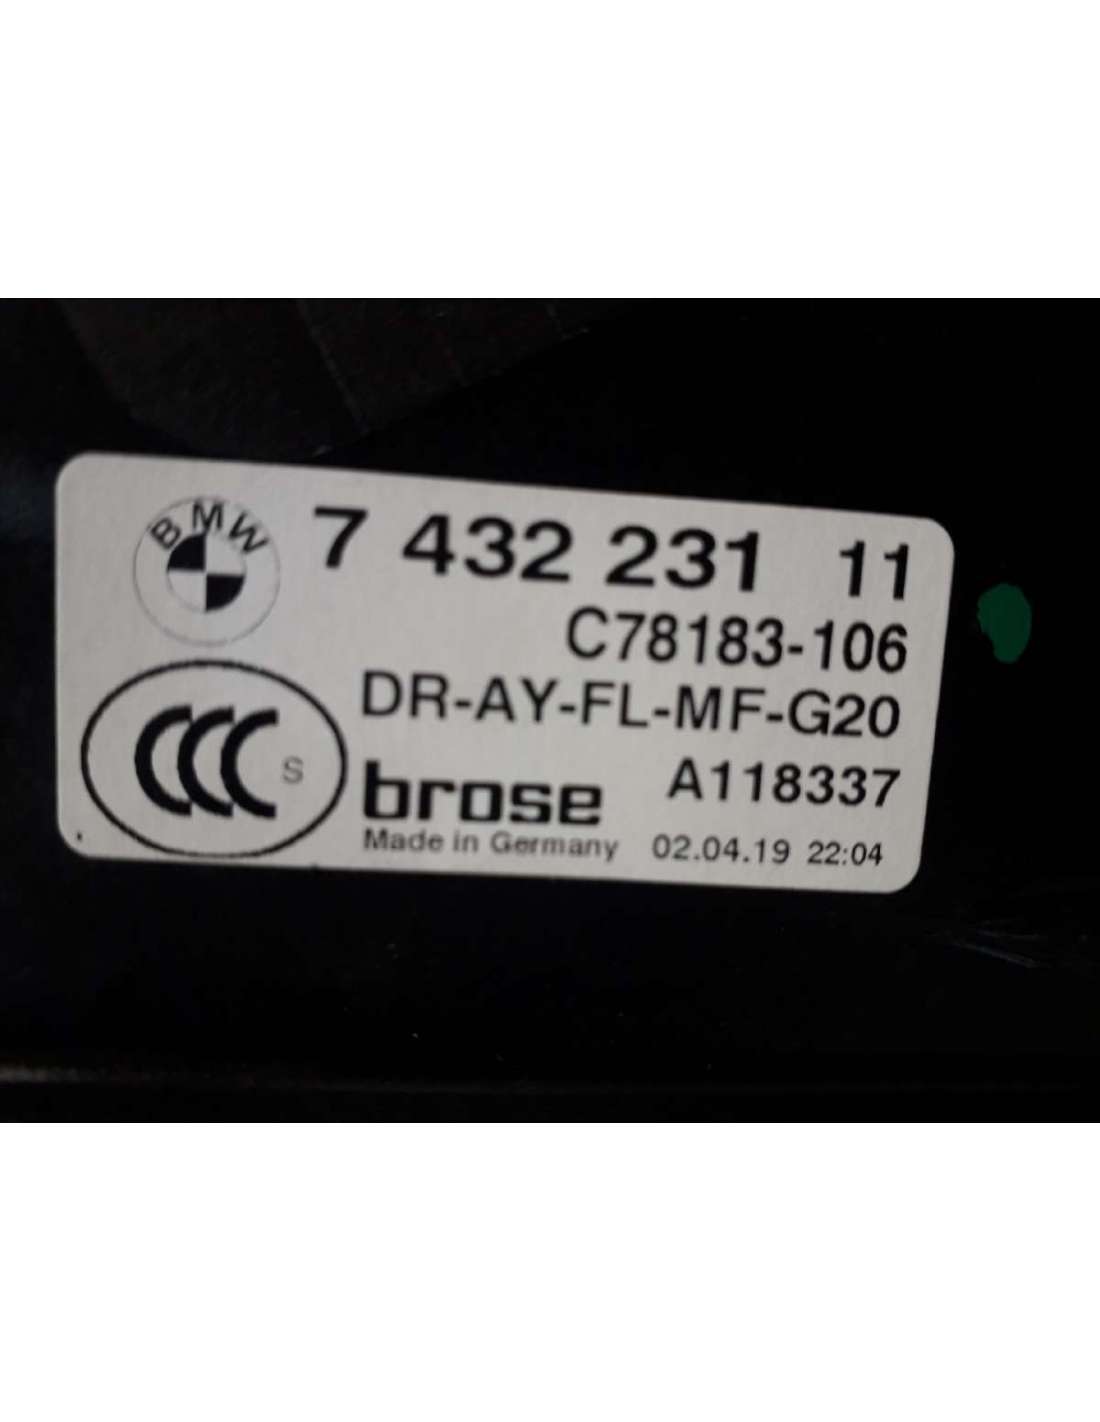 BMW
7 432 231 11
C78183-106
DR-AY-FL-MF-G20
CCC S
brose A118337
Made in Germany 02.04.19 22:04